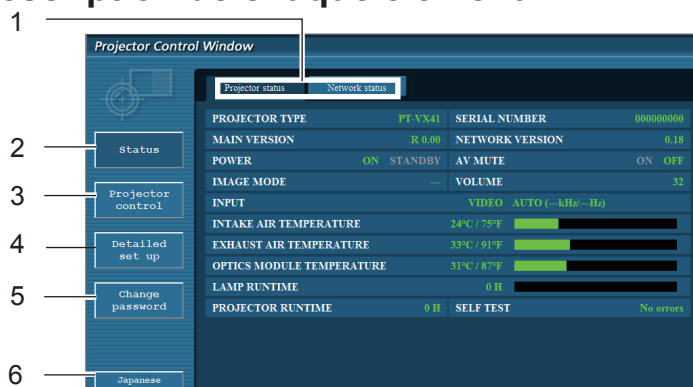 1
Projector Control Window
Projector status Network status
PROJECTOR TYPE PT-VX41 SERIAL NUMBER 000000000
MAIN VERSION R 0.00 NETWORK VERSION 0.18
POWER ON STANDBY AV MUTE ON OFF
IMAGE MODE --- VOLUME 32
INPUT VIDEO AUTO (---kHz/---Hz)
INTAKE AIR TEMPERATURE 24°C / 75°F
EXHAUST AIR TEMPERATURE 33°C / 91°F
OPTICS MODULE TEMPERATURE 31°C / 87°F
LAMP RUNTIME 0 H
PROJECTOR RUNTIME 0 H SELF TEST No errors
2
Status
3
Projector
control
4
Detailed
set up
5
Change
password
6
Japanese